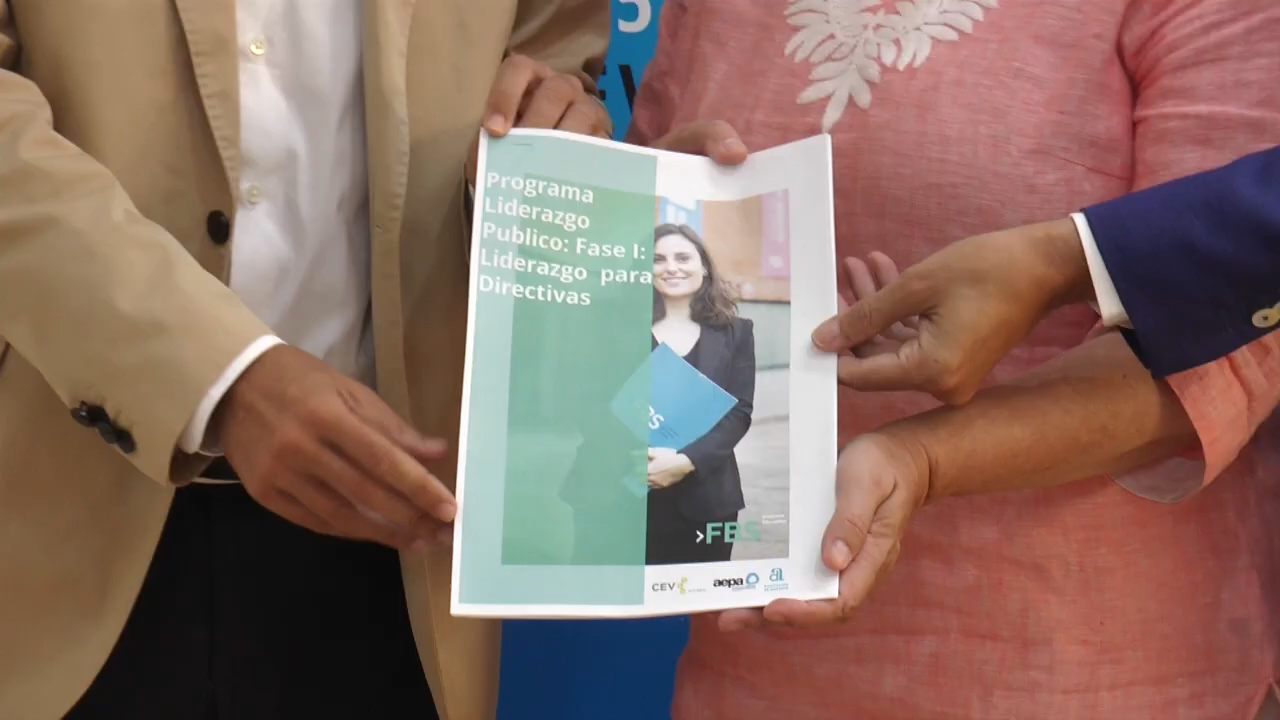 Programa
Liderazgo
Publico: Fase I:
Liderazgo para
Directivas
>FBS
CEV
aepa